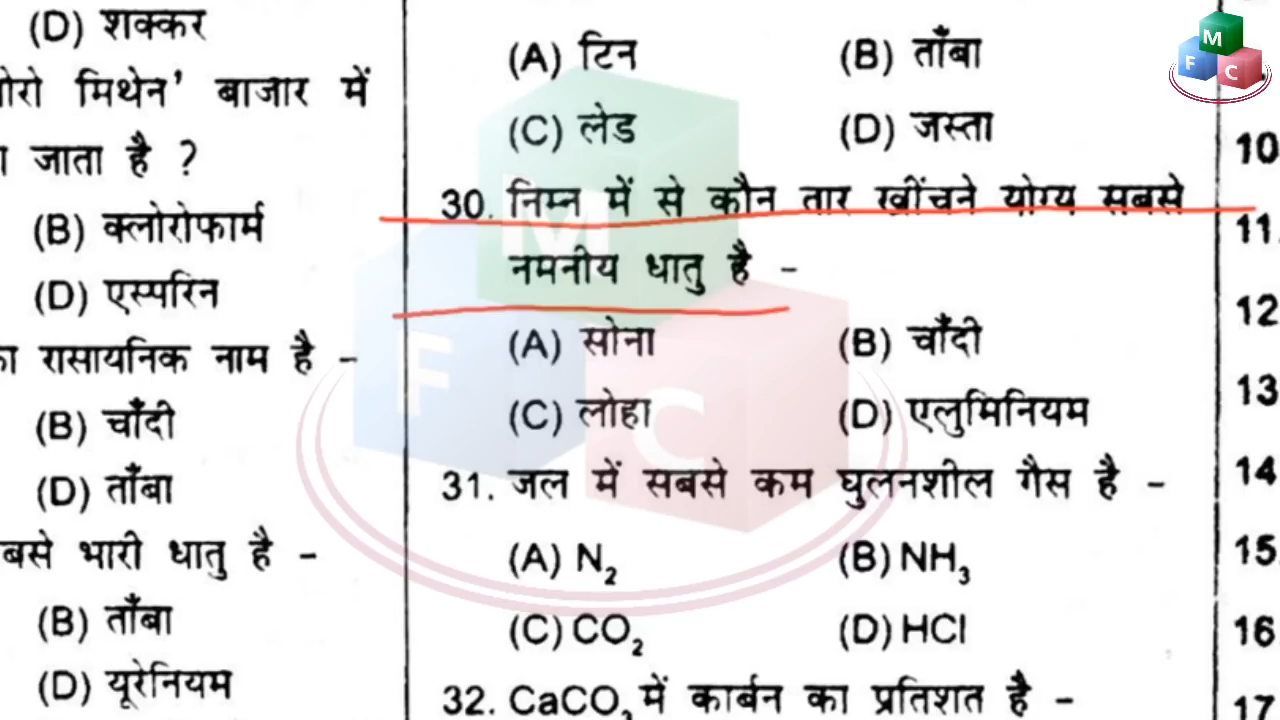 (D) शक्कर
ोरो मिथेन' बाजार में
ा जाता है ?
(B) क्लोरोफार्म
(D) एस्परिन
ा रासायनिक नाम है –
(B) चाँदी
(D) ताँबा
बसे भारी धातु है –
(B) ताँबा
(D) यूरेनियम
(A) टिन (B) ताँबा
(C) लेड (D) जस्ता
30. निम्न में से कौन तार खींचने योग्य सबसे
नमनीय धातु है –
(A) सोना (B) चाँदी
(C) लोहा (D) एलुमिनियम
31. जल में सबसे कम घुलनशील गैस है –
(A) N₂ (B) NH₃
(C) CO₂ (D) HCl
32. CaCO₃ में कार्बन का प्रतिशत है –
10
11.
12
13
14
15.
16
17
M
F C
M
F C